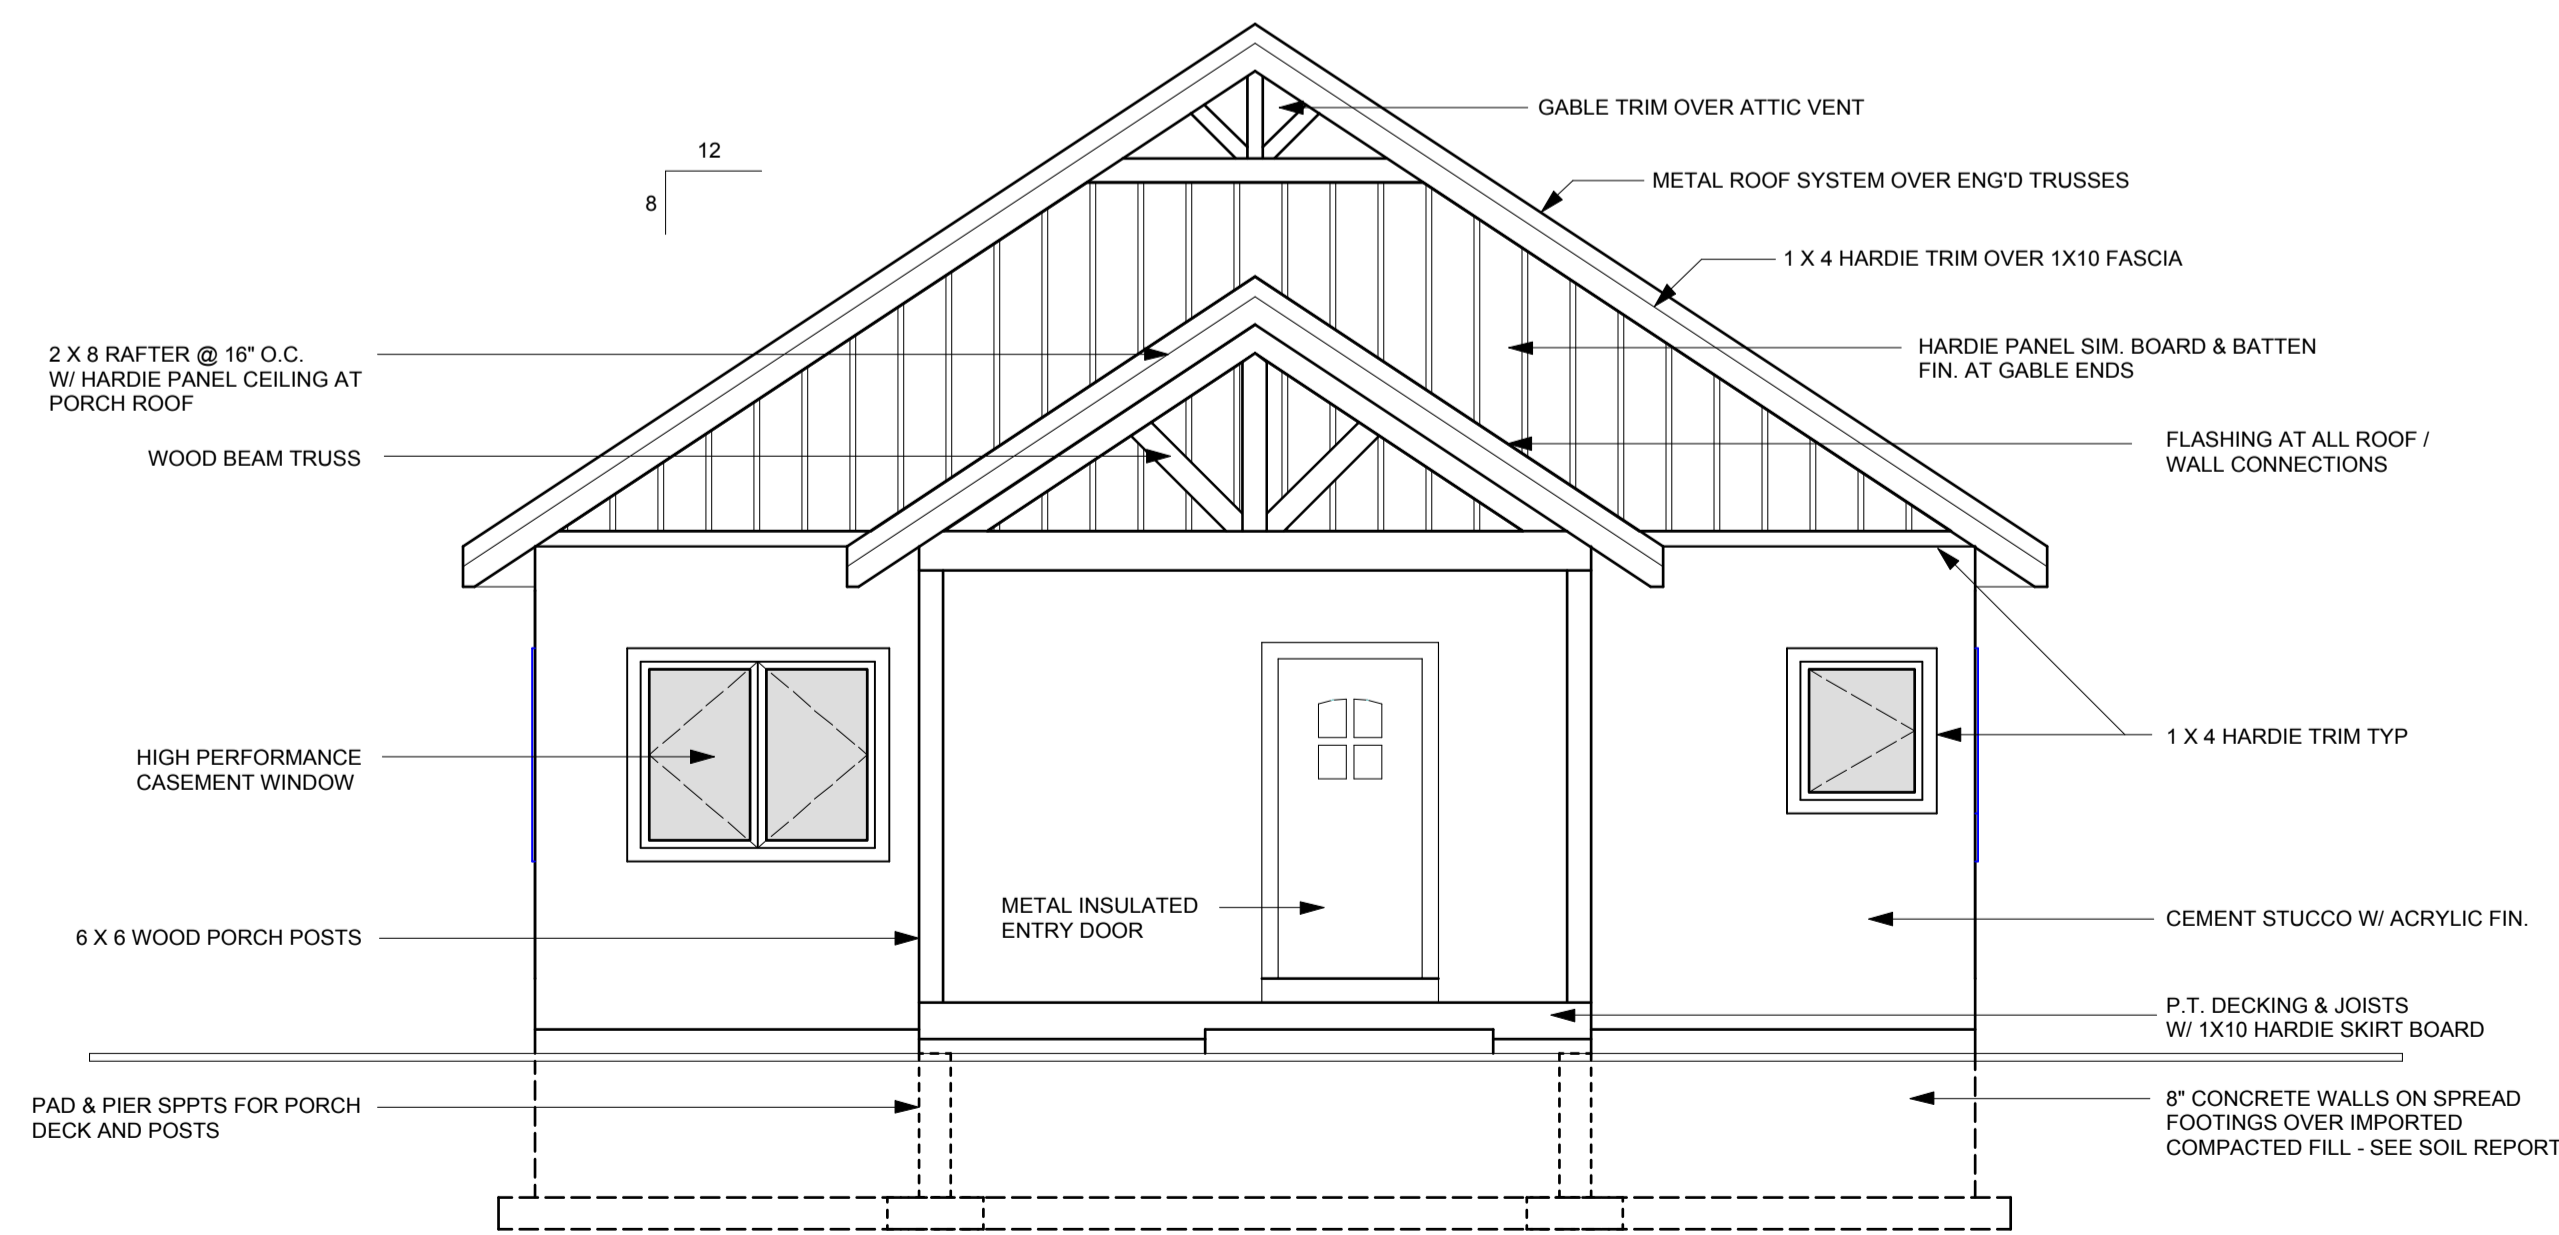 GABLE TRIM OVER ATTIC VENT
12
8
METAL ROOF SYSTEM OVER ENG'D TRUSSES
1 X 4 HARDIE TRIM OVER 1X10 FASCIA
2 X 8 RAFTER @ 16" O.C.
W/ HARDIE PANEL CEILING AT
PORCH ROOF
HARDIE PANEL SIM. BOARD & BATTEN
FIN. AT GABLE ENDS
WOOD BEAM TRUSS
FLASHING AT ALL ROOF /
WALL CONNECTIONS
HIGH PERFORMANCE
CASEMENT WINDOW
1 X 4 HARDIE TRIM TYP
METAL INSULATED
ENTRY DOOR
6 X 6 WOOD PORCH POSTS
CEMENT STUCCO W/ ACRYLIC FIN.
P.T. DECKING & JOISTS
W/ 1X10 HARDIE SKIRT BOARD
PAD & PIER SPPTS FOR PORCH
DECK AND POSTS
8" CONCRETE WALLS ON SPREAD
FOOTINGS OVER IMPORTED
COMPACTED FILL - SEE SOIL REPORT